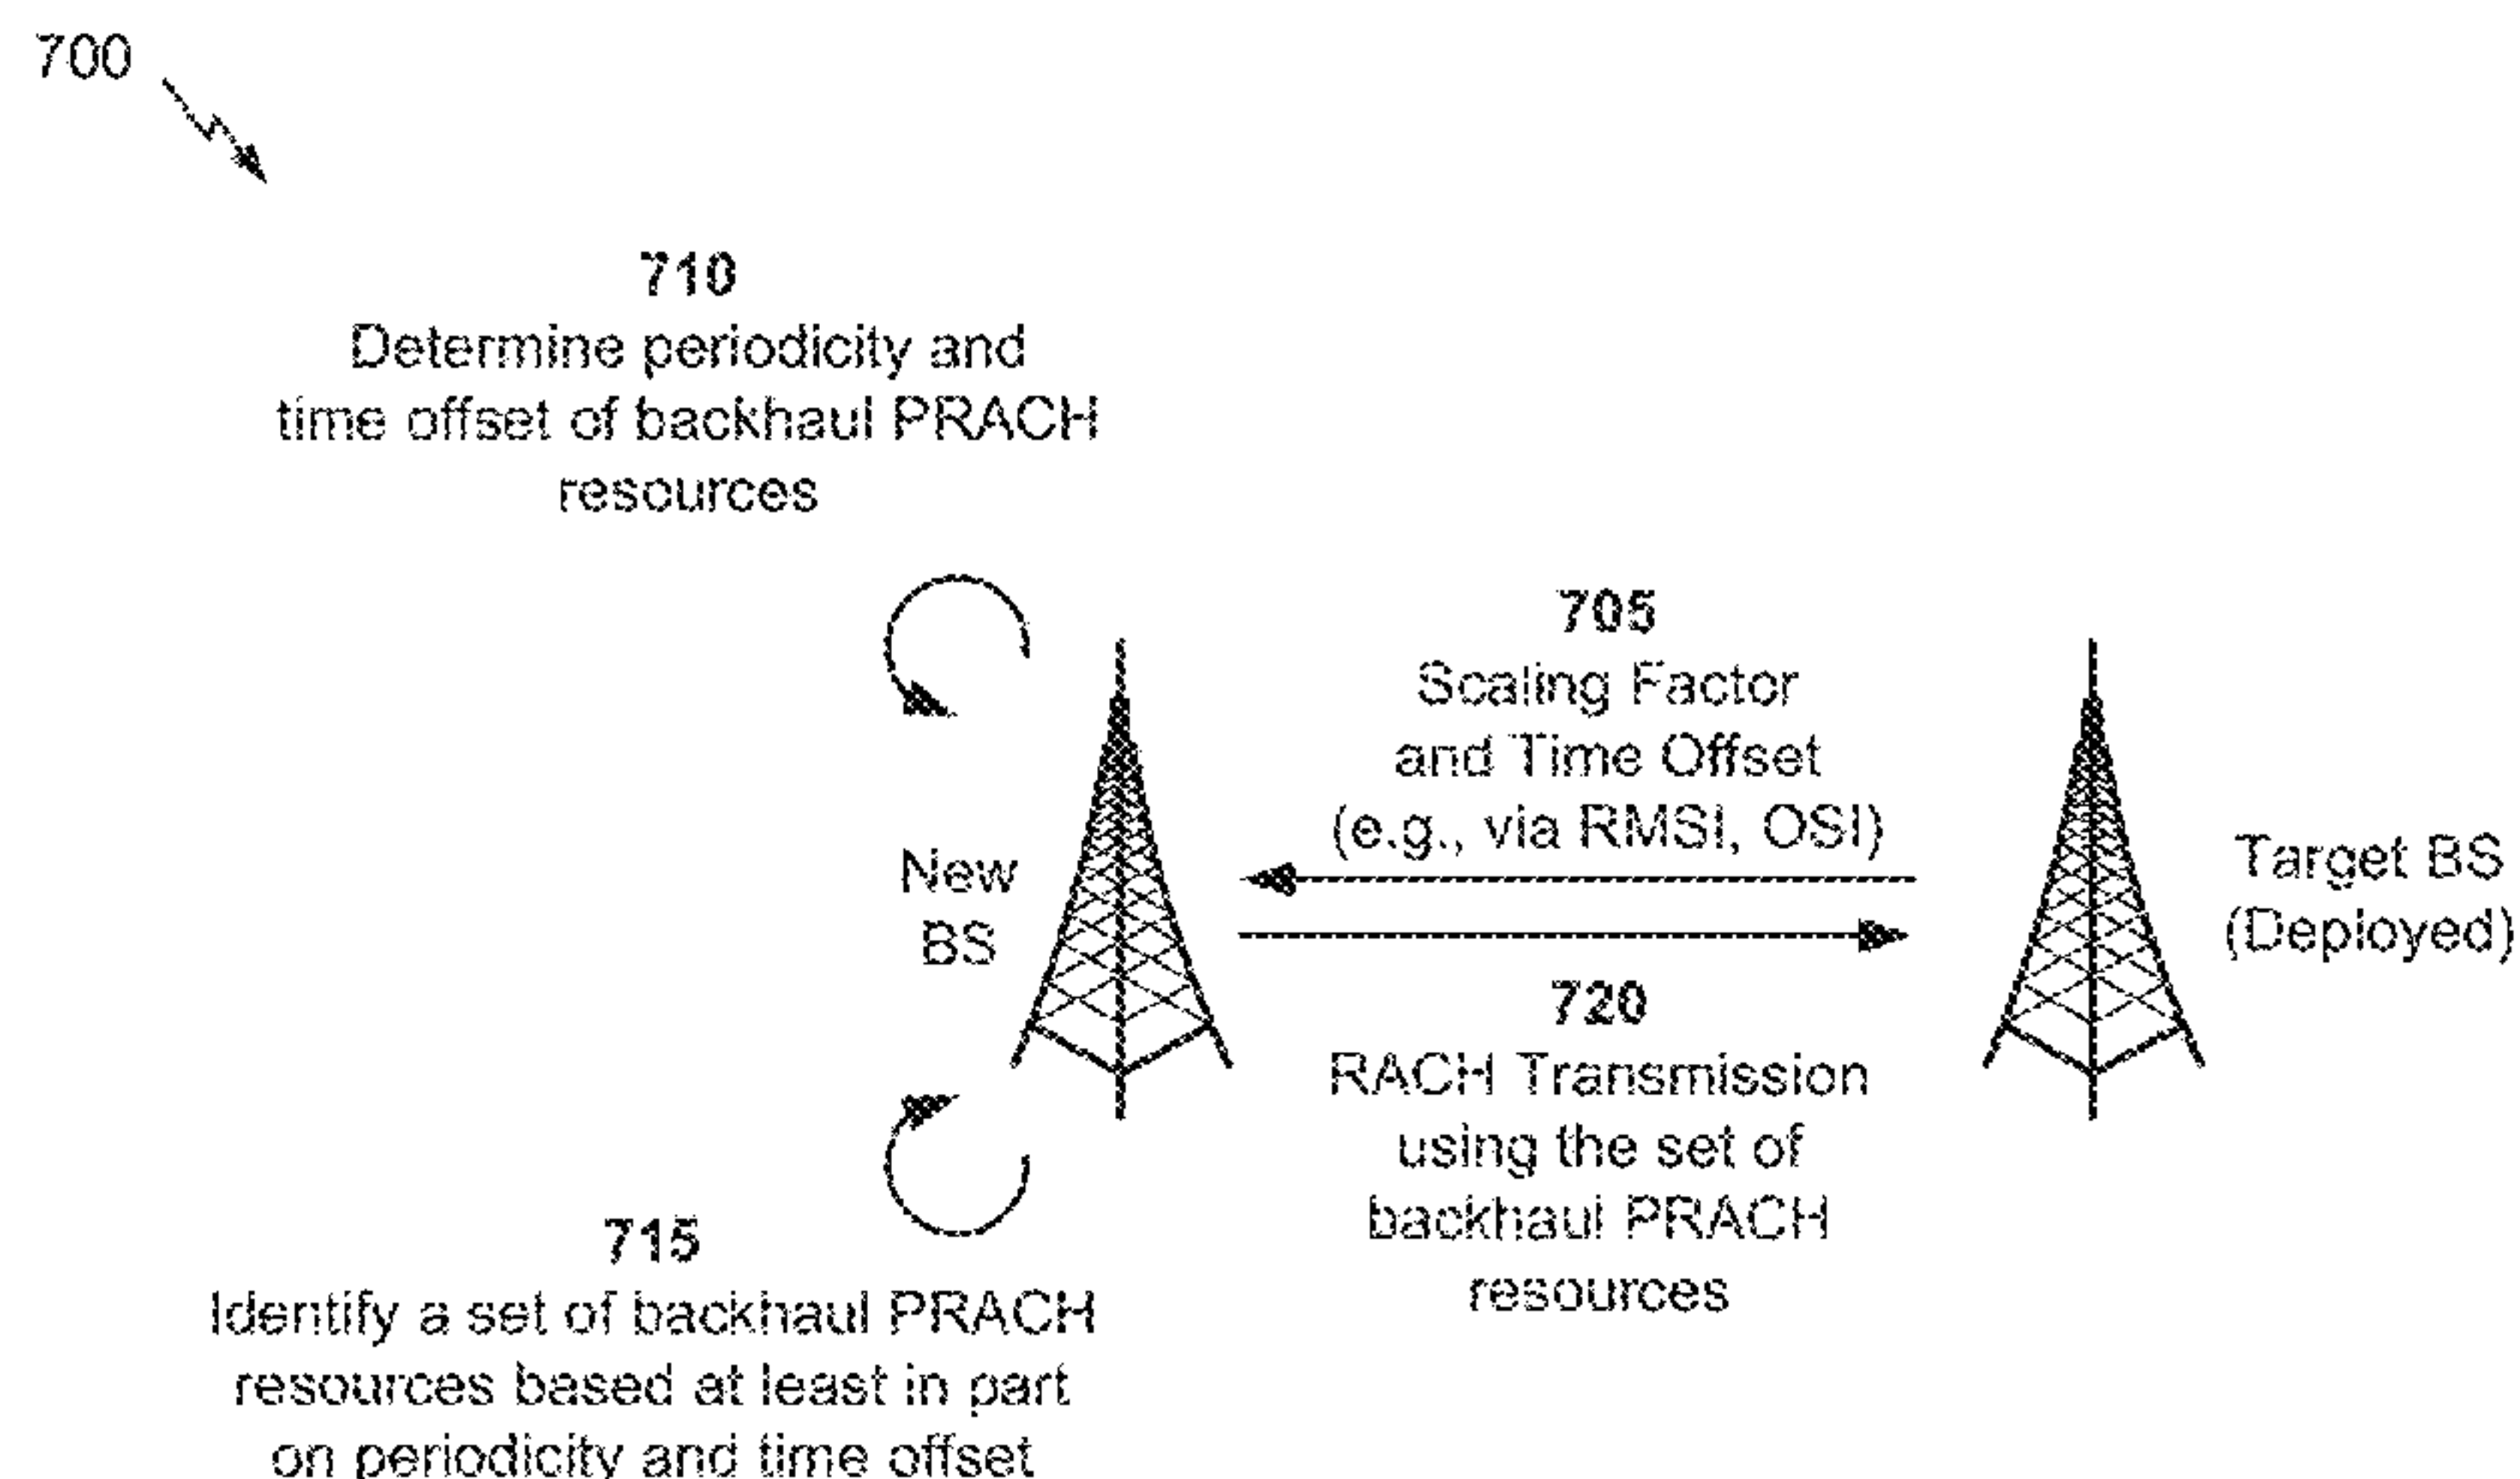 700
710
Determine periodicity and
time offset of backhaul PRACH
resources
705
Scaling Factor
and Time Offset
(e.g., via RMSI, OSI)
New
BS
Target BS
(Deployed)
720
RACH Transmission
using the set of
backhaul PRACH
resources
715
Identify a set of backhaul PRACH
resources based at least in part
on periodicity and time offset